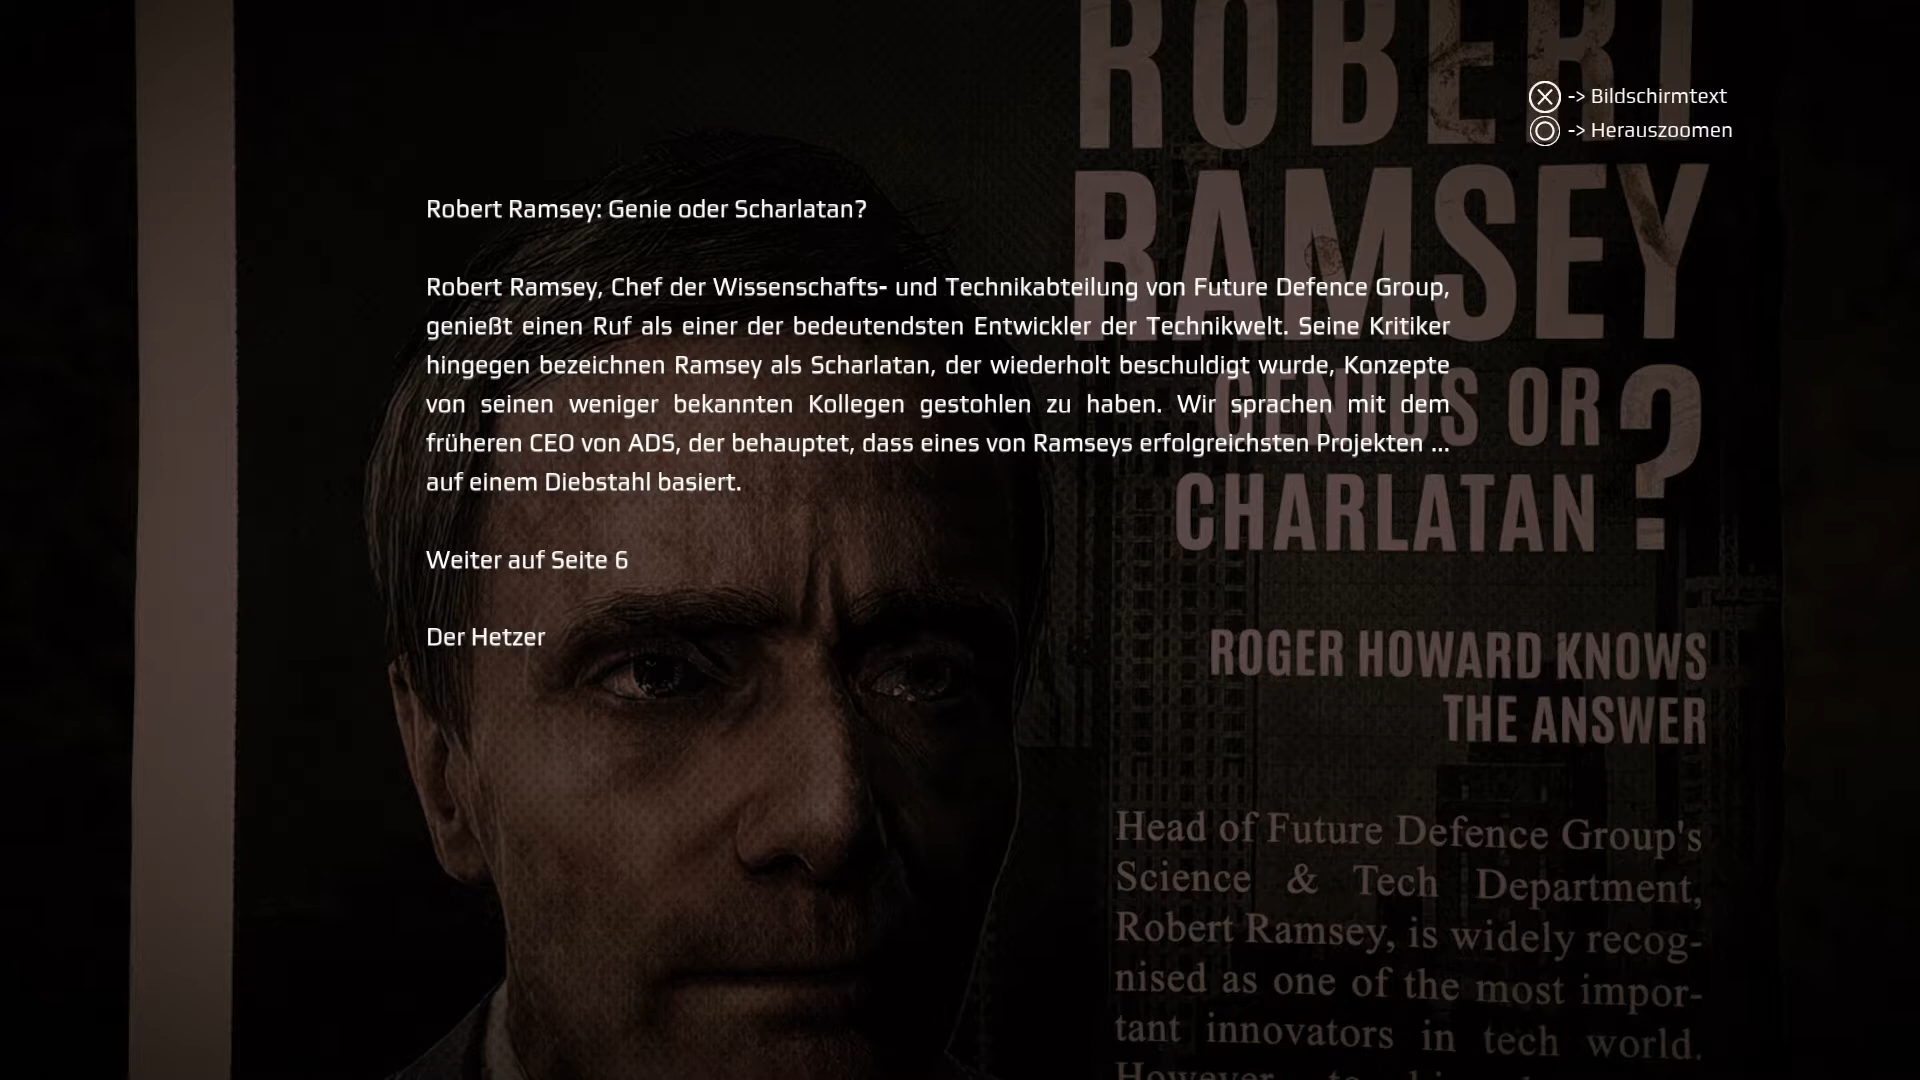 ROBERT
-> Bildschirmtext
-> Herauszoomen
RAMSEY
GENIUS OR
CHARLATAN?
ROGER HOWARD KNOWS
THE ANSWER
Head of Future Defence Group's
Science & Tech Department,
Robert Ramsey, is widely recog-
nised as one of the most impor-
tant innovators in tech world.
However, to
Robert Ramsey: Genie oder Scharlatan?
Robert Ramsey, Chef der Wissenschafts- und Technikabteilung von Future Defence Group,
genießt einen Ruf als einer der bedeutendsten Entwickler der Technikwelt. Seine Kritiker
hingegen bezeichnen Ramsey als Scharlatan, der wiederholt beschuldigt wurde, Konzepte
von seinen weniger bekannten Kollegen gestohlen zu haben. Wir sprachen mit dem
früheren CEO von ADS, der behauptet, dass eines von Ramseys erfolgreichsten Projekten ...
auf einem Diebstahl basiert.
Weiter auf Seite 6
Der Hetzer